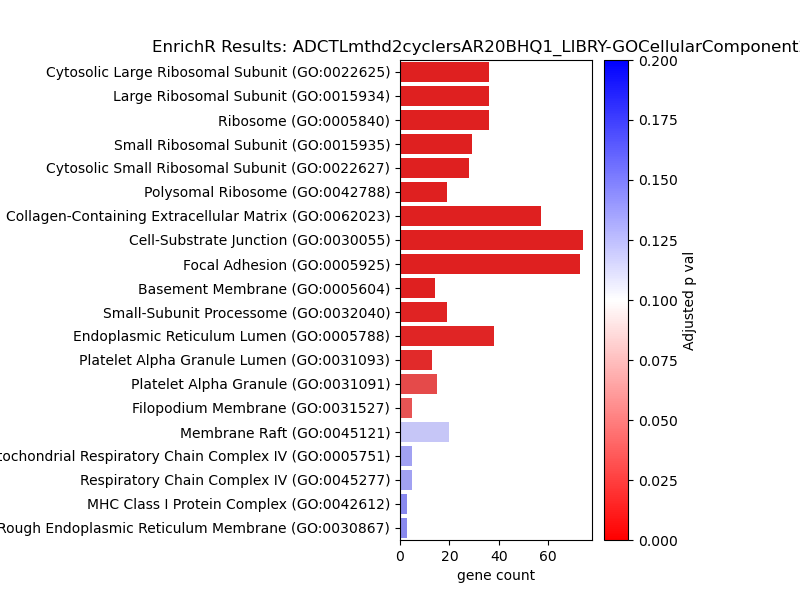 EnrichR Results: ADCTLmthd2cyclersAR20BHQ1_LIBRY-GOCellularComponent
Cytosolic Large Ribosomal Subunit (GO:0022625)
Large Ribosomal Subunit (GO:0015934)
Ribosome (GO:0005840)
Small Ribosomal Subunit (GO:0015935)
Cytosolic Small Ribosomal Subunit (GO:0022627)
Polysomal Ribosome (GO:0042788)
Collagen-Containing Extracellular Matrix (GO:0062023)
Cell-Substrate Junction (GO:0030055)
Focal Adhesion (GO:0005925)
Basement Membrane (GO:0005604)
Small-Subunit Processome (GO:0032040)
Endoplasmic Reticulum Lumen (GO:0005788)
Platelet Alpha Granule Lumen (GO:0031093)
Platelet Alpha Granule (GO:0031091)
Filopodium Membrane (GO:0031527)
Membrane Raft (GO:0045121)
tochondrial Respiratory Chain Complex IV (GO:0005751)
Respiratory Chain Complex IV (GO:0045277)
MHC Class I Protein Complex (GO:0042612)
Rough Endoplasmic Reticulum Membrane (GO:0030867)
0 20 40 60
gene count
0.200
0.175
0.150
0.125
0.100
0.075
0.050
0.025
0.000
Adjusted p val